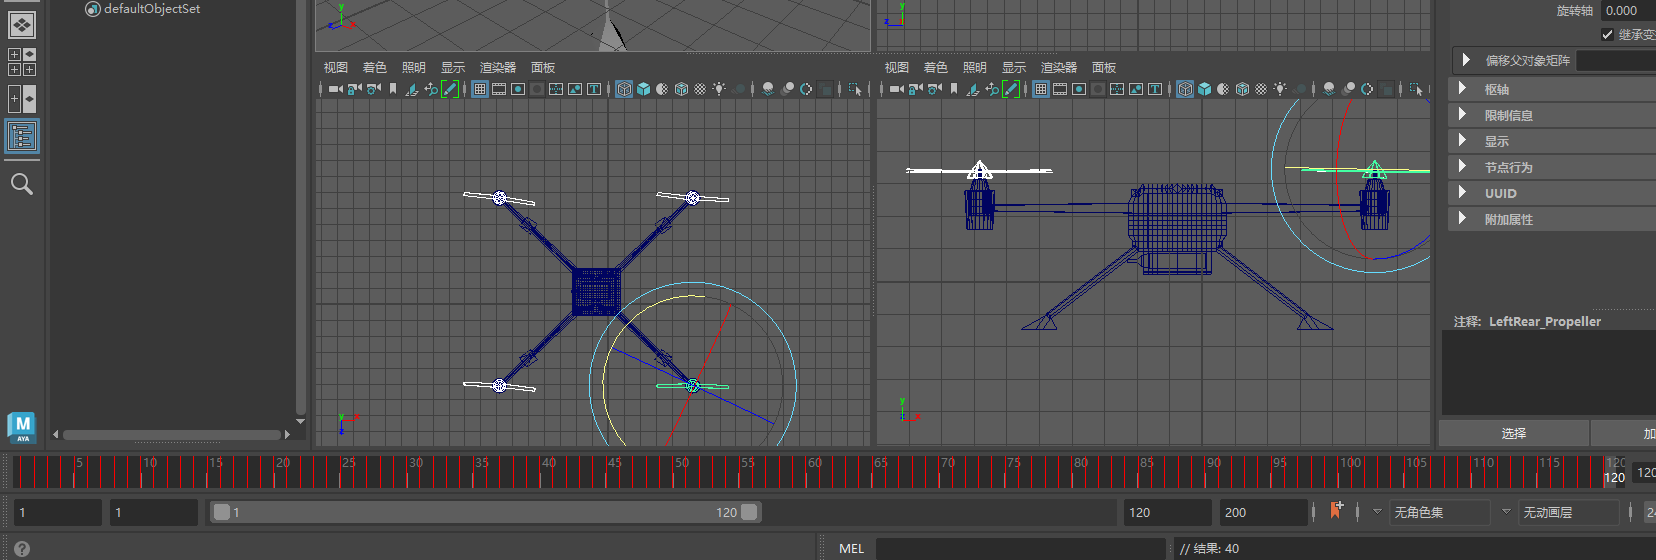 defaultObjectSet
y
z
x
y
z
旋转轴 0.000
继承变
视图 着色 照明 显示 渲染器 面板
视图 着色 照明 显示 渲染器 面板
偏移父对象矩阵
枢轴
限制信息
显示
节点行为
UUID
附加属性
注释: LeftRear_Propeller
y
x
z
y
z
x
M
AYA
选择 加
5 10 15 20 25 30 35 40 45 50 55 60 65 70 75 80 85 90 95 100 105 110 115 120
120
120
1 1 1 120 120 200 无角色集 无动画层 24
MEL // 结果: 40